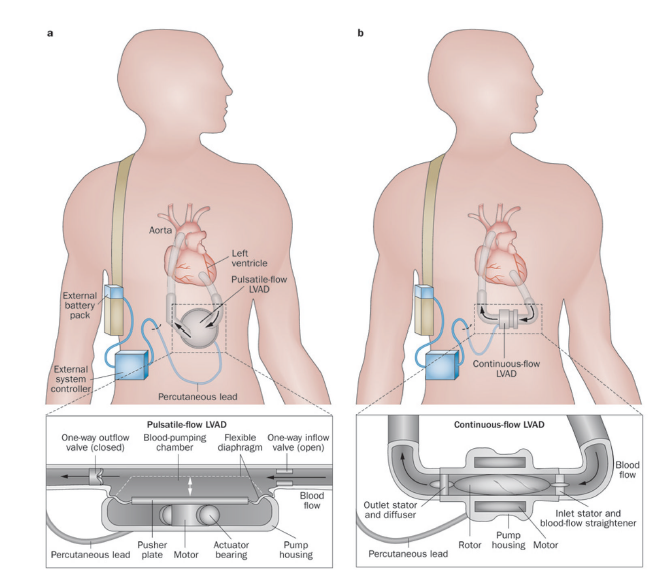 a
b
Aorta
Left
ventricle
Pulsatile-flow
LVAD
External
battery
pack
External
system
controller
Percutaneous lead
Continuous-flow
LVAD
Pulsatile-flow LVAD
One-way outflow
valve (closed)
Blood-pumping
chamber
Flexible
diaphragm
One-way inflow
valve (open)
Blood
flow
Percutaneous lead
Pusher
plate
Motor
Actuator
bearing
Pump
housing
Continuous-flow LVAD
Blood
flow
Outlet stator
and diffuser
Inlet stator and
blood-flow straightener
Percutaneous lead
Rotor
Pump
housing
Motor